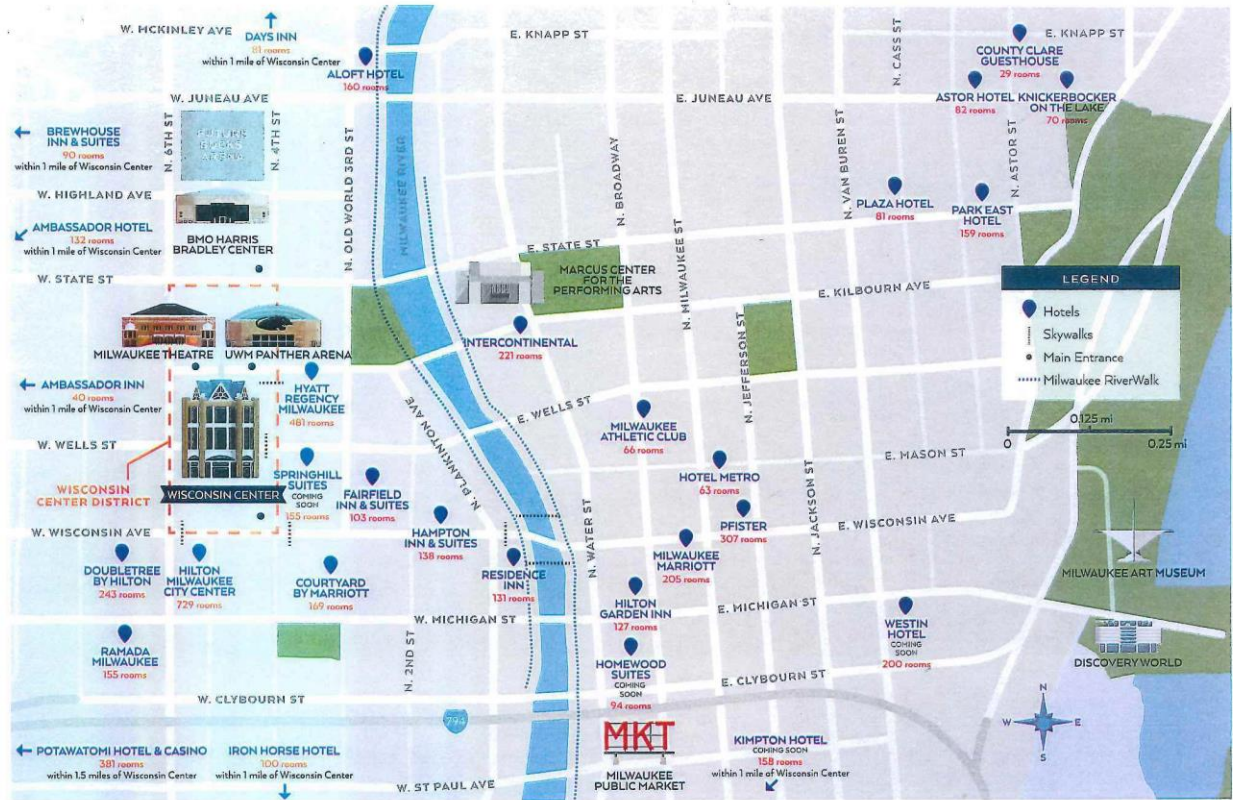 W. MCKINLEY AVE
DAYS INN
81 rooms
within 1 mile of Wisconsin Center
ALOFT HOTEL
160 rooms
E. KNAPP ST
N. CASS ST
E. KNAPP ST
COUNTY CLARE
GUESTHOUSE
29 rooms
W. JUNEAU AVE
E. JUNEAU AVE
ASTOR HOTEL
82 rooms
KNICKERBOCKER
ON THE LAKE
70 rooms
BREWHOUSE
INN & SUITES
90 rooms
within 1 mile of Wisconsin Center
N. 6TH ST
FUTURE
BUCKS
ARENA
N. 4TH ST
N. OLD WORLD 3RD ST
MILWAUKEE RIVER
N. BROADWAY
N. VAN BUREN ST
N. ASTOR ST
W. HIGHLAND AVE
PLAZA HOTEL
81 rooms
PARK EAST
HOTEL
159 rooms
AMBASSADOR HOTEL
132 rooms
within 1 mile of Wisconsin Center
BMO HARRIS
BRADLEY CENTER
E. STATE ST
MARCUS CENTER
FOR THE
PERFORMING ARTS
N. MILWAUKEE ST
W. STATE ST
E. KILBOURN AVE
LEGEND
Hotels
Skywalks
Main Entrance
Milwaukee RiverWalk
0
0.125 mi
0.25 mi
MILWAUKEE THEATRE
UWM PANTHER ARENA
INTERCONTINENTAL
221 rooms
N. JEFFERSON ST
AMBASSADOR INN
40 rooms
within 1 mile of Wisconsin Center
HYATT
REGENCY
MILWAUKEE
481 rooms
N. PLANKINTON AVE
E. WELLS ST
MILWAUKEE
ATHLETIC CLUB
66 rooms
W. WELLS ST
E. MASON ST
WISCONSIN
CENTER DISTRICT
WISCONSIN CENTER
SPRINGHILL
SUITES
COMING
SOON
155 rooms
FAIRFIELD
INN & SUITES
103 rooms
HOTEL METRO
63 rooms
N. JACKSON ST
W. WISCONSIN AVE
HAMPTON
INN & SUITES
138 rooms
N. WATER ST
PFISTER
307 rooms
E. WISCONSIN AVE
DOUBLETREE
BY HILTON
243 rooms
HILTON
MILWAUKEE
CITY CENTER
729 rooms
COURTYARD
BY MARRIOTT
169 rooms
RESIDENCE
INN
131 rooms
MILWAUKEE
MARRIOTT
205 rooms
MILWAUKEE ART MUSEUM
HILTON
GARDEN INN
127 rooms
E. MICHIGAN ST
W. MICHIGAN ST
WESTIN
HOTEL
COMING
SOON
200 rooms
RAMADA
MILWAUKEE
155 rooms
N. 2ND ST
HOMEWOOD
SUITES
COMING
SOON
94 rooms
DISCOVERY WORLD
E. CLYBOURN ST
W. CLYBOURN ST
794
N
W
E
S
POTAWATOMI HOTEL & CASINO
381 rooms
within 1.5 miles of Wisconsin Center
IRON HORSE HOTEL
100 rooms
within 1 mile of Wisconsin Center
MKT
MILWAUKEE
PUBLIC MARKET
KIMPTON HOTEL
COMING SOON
158 rooms
within 1 mile of Wisconsin Center
W. ST PAUL AVE